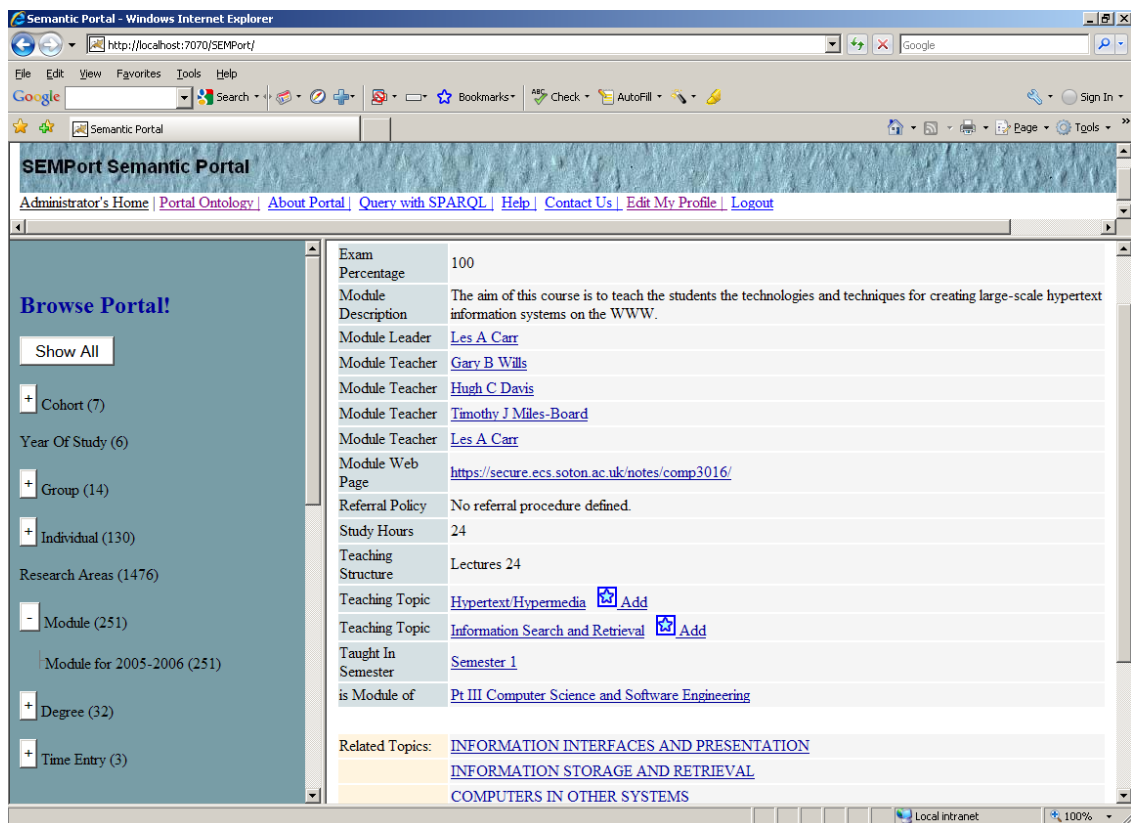 Semantic Portal - Windows Internet Explorer
http://localhost:7070/SEMPort/
Google
File Edit View Favorites Tools Help
Google Search Bookmarks ABC Check AutoFill Sign In
Semantic Portal Page Tools »
SEMPort Semantic Portal
Administrator's Home | Portal Ontology | About Portal | Query with SPARQL | Help | Contact Us | Edit My Profile | Logout
Browse Portal!
Show All
+ Cohort (7)
Year Of Study (6)
+ Group (14)
+ Individual (130)
Research Areas (1476)
- Module (251)
Module for 2005-2006 (251)
+ Degree (32)
+ Time Entry (3)
Exam
Percentage 100
Module
Description The aim of this course is to teach the students the technologies and techniques for creating large-scale hypertext
information systems on the WWW.
Module Leader Les A Carr
Module Teacher Gary B Wills
Module Teacher Hugh C Davis
Module Teacher Timothy J Miles-Board
Module Teacher Les A Carr
Module Web
Page https://secure.ecs.soton.ac.uk/notes/comp3016/
Referral Policy No referral procedure defined.
Study Hours 24
Teaching
Structure Lectures 24
Teaching Topic Hypertext/Hypermedia Add
Teaching Topic Information Search and Retrieval Add
Taught In
Semester Semester 1
is Module of Pt III Computer Science and Software Engineering
Related Topics: INFORMATION INTERFACES AND PRESENTATION
INFORMATION STORAGE AND RETRIEVAL
COMPUTERS IN OTHER SYSTEMS
Local intranet 100%